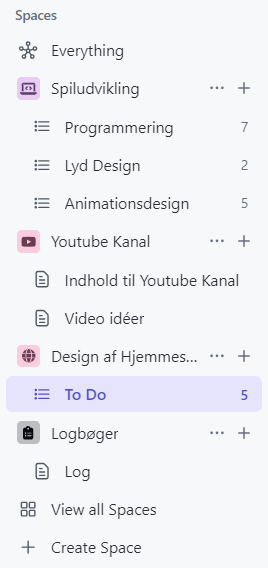 Spaces
Everything
Spiludvikling
Programmering 7
Lyd Design 2
Animationsdesign 5
Youtube Kanal
Indhold til Youtube Kanal
Video idéer
Design af Hjemmes...
To Do 5
Logbøger
Log
View all Spaces
Create Space